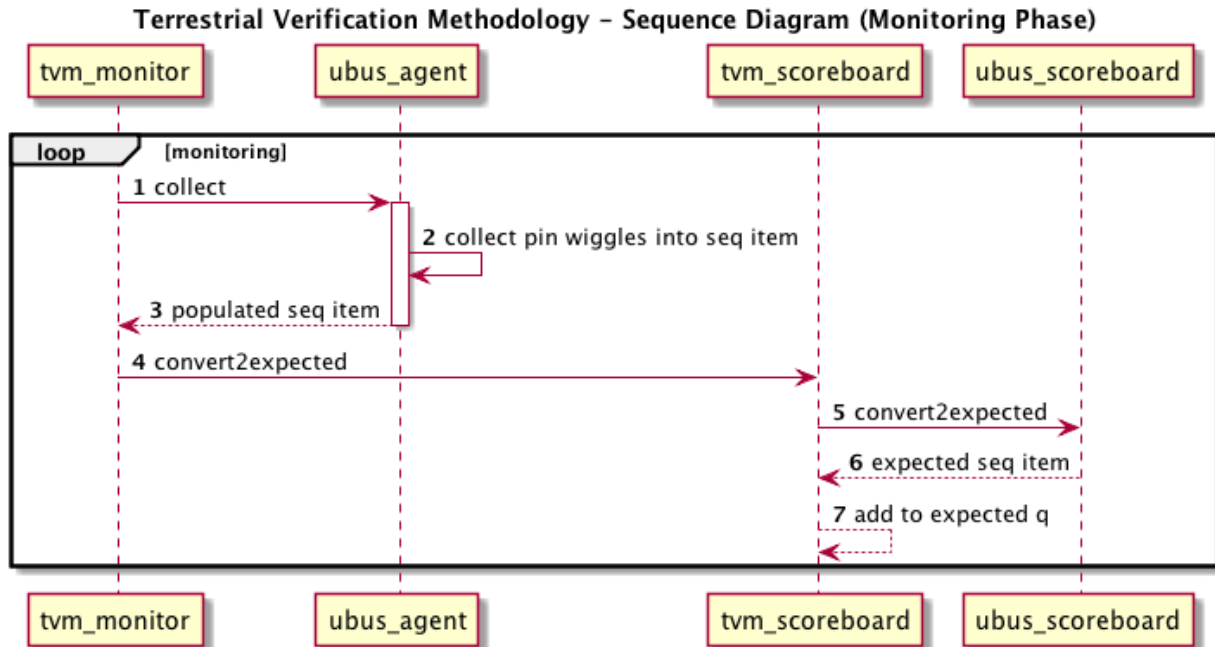 Terrestrial Verification Methodology – Sequence Diagram (Monitoring Phase)
tvm_monitor
ubus_agent
tvm_scoreboard
ubus_scoreboard
loop [monitoring]
1 collect
2 collect pin wiggles into seq item
3 populated seq item
4 convert2expected
5 convert2expected
6 expected seq item
7 add to expected q
tvm_monitor
ubus_agent
tvm_scoreboard
ubus_scoreboard